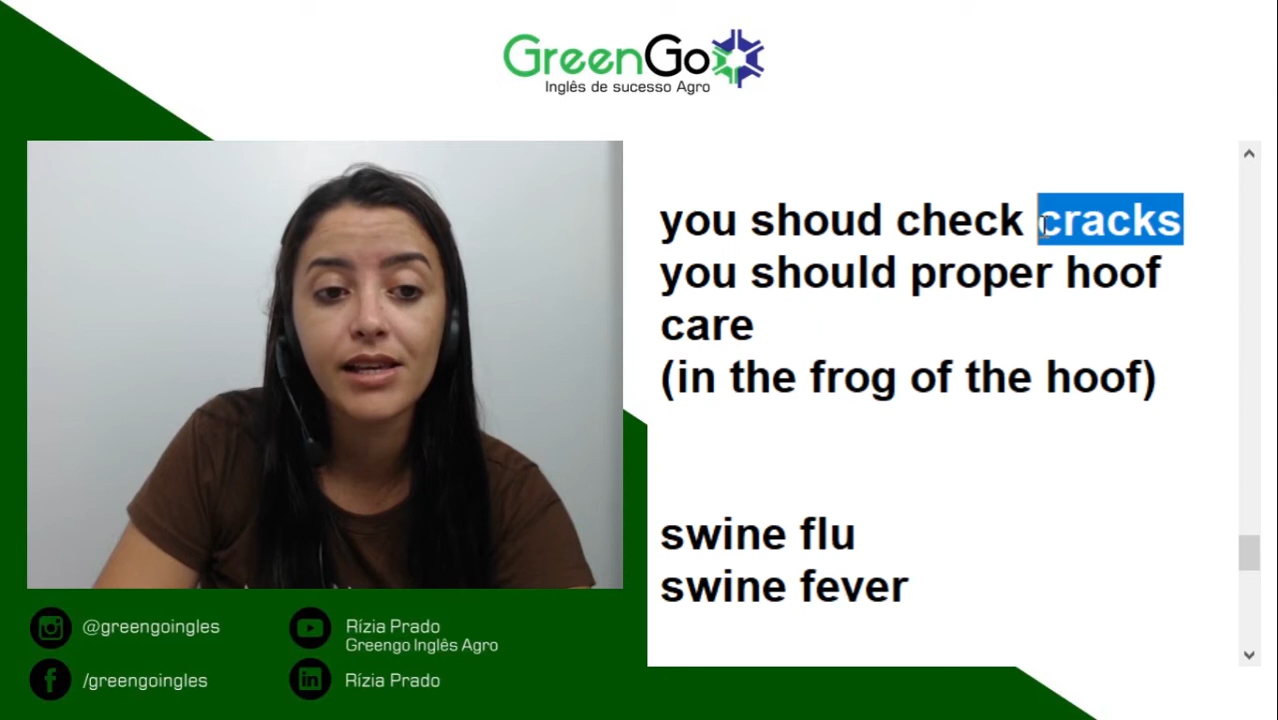 GreenGo
Inglês de sucesso Agro
you shoud check cracks
you should proper hoof
care
(in the frog of the hoof)
swine flu
swine fever
@greengoingles
Rízia Prado
Greengo Inglês Agro
/greengoingles
Rízia Prado